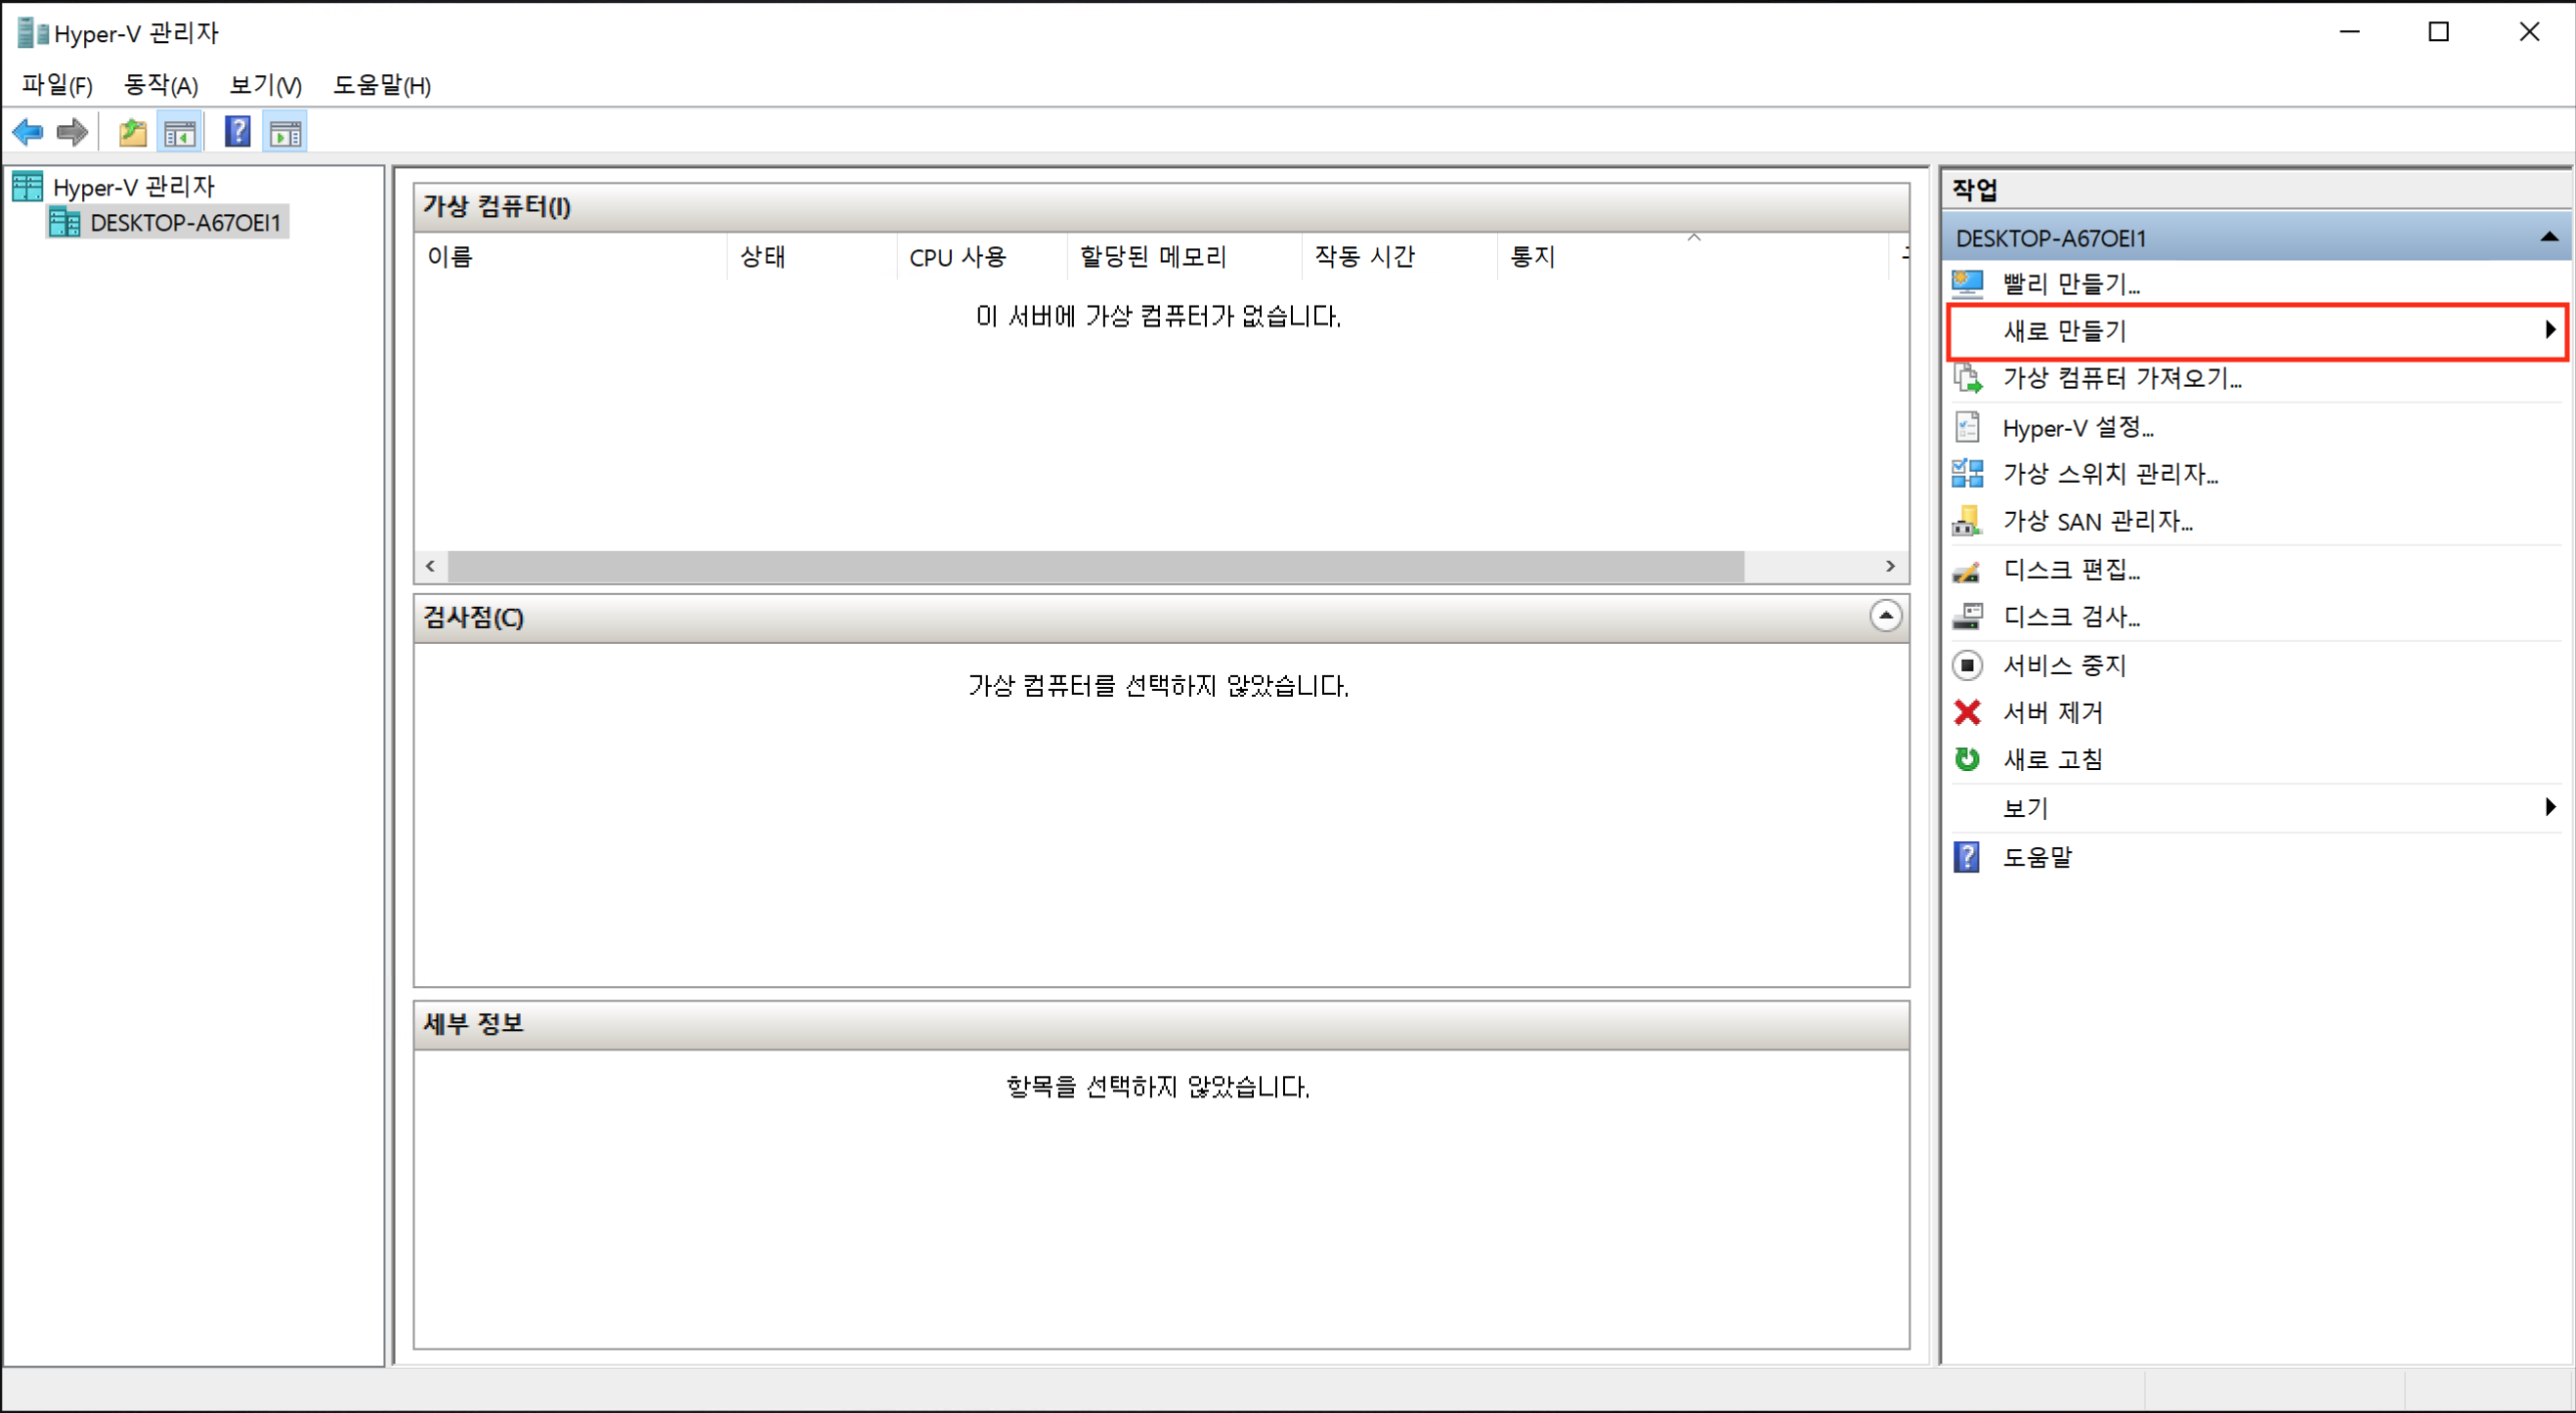 Hyper-V 관리자
파일(F) 동작(A) 보기(V) 도움말(H)
Hyper-V 관리자
DESKTOP-A67OEI1
가상 컴퓨터(I)
이름 상태 CPU 사용 할당된 메모리 작동 시간 통지
이 서버에 가상 컴퓨터가 없습니다.
검사점(C)
가상 컴퓨터를 선택하지 않았습니다.
세부 정보
항목을 선택하지 않았습니다.
작업
DESKTOP-A67OEI1
빨리 만들기...
새로 만들기
가상 컴퓨터 가져오기...
Hyper-V 설정...
가상 스위치 관리자...
가상 SAN 관리자...
디스크 편집...
디스크 검사...
서비스 중지
서버 제거
새로 고침
보기
도움말